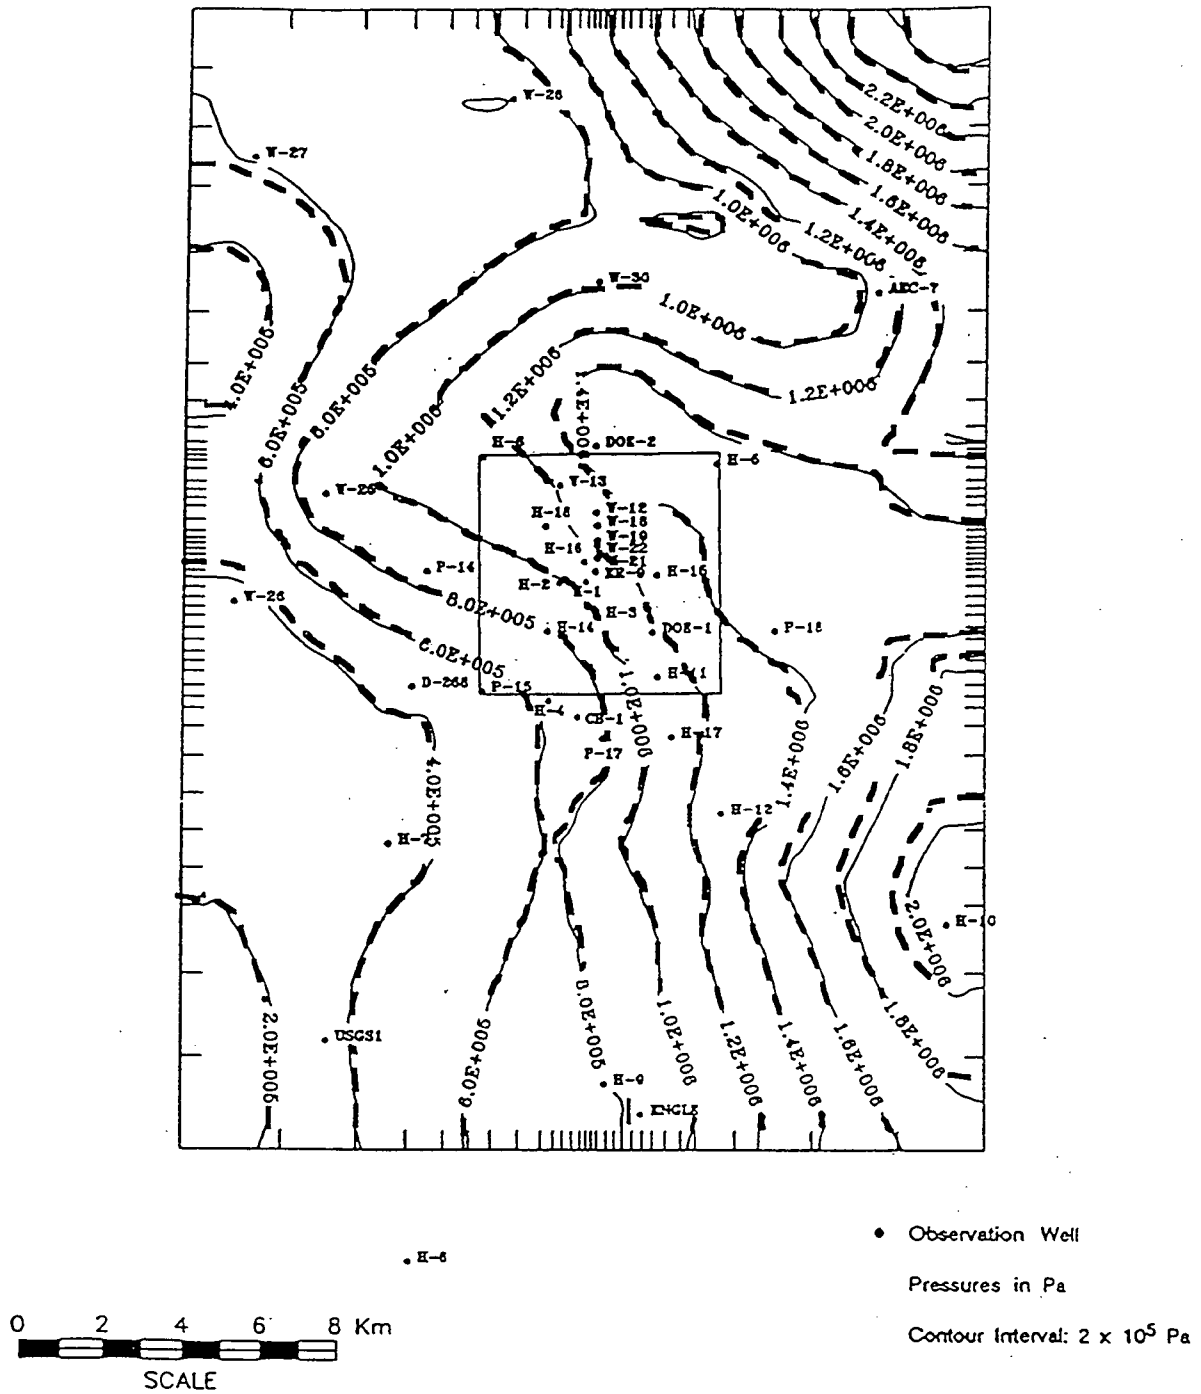 W-26
2.2E+006
2.0E+006
W-27
1.8E+006
1.6E+006
1.0E+006
1.4E+006
1.2E+006
W-30
AEC-7
1.0E+006
4.0E+005
1.2E+006
1.2E+006
6.0E+005
8.0E+005
1.0E+006
H-6
DOE-2
H-5
W-13
W-12
H-18
W-18
W-19
W-22
H-16
P-14
H-15
H-2
8.0E+005
H-3
H-14
DOE-1
P-18
W-26
6.0E+005
H-11
D-268
P-15
CB-1
H-17
P-17
1.4E+006
1.6E+006
1.8E+006
4.0E+005
H-12
2.0E+006
H-10
2.0E+005
USGS1
6.0E+005
8.0E+005
1.0E+006
1.2E+006
1.4E+006
1.6E+006
1.8E+006
H-9
ENGLE
Observation Well
H-8
Pressures in Pa
0 2 4 6 8 Km
Contour Interval: 2 x 10⁵ Pa
SCALE